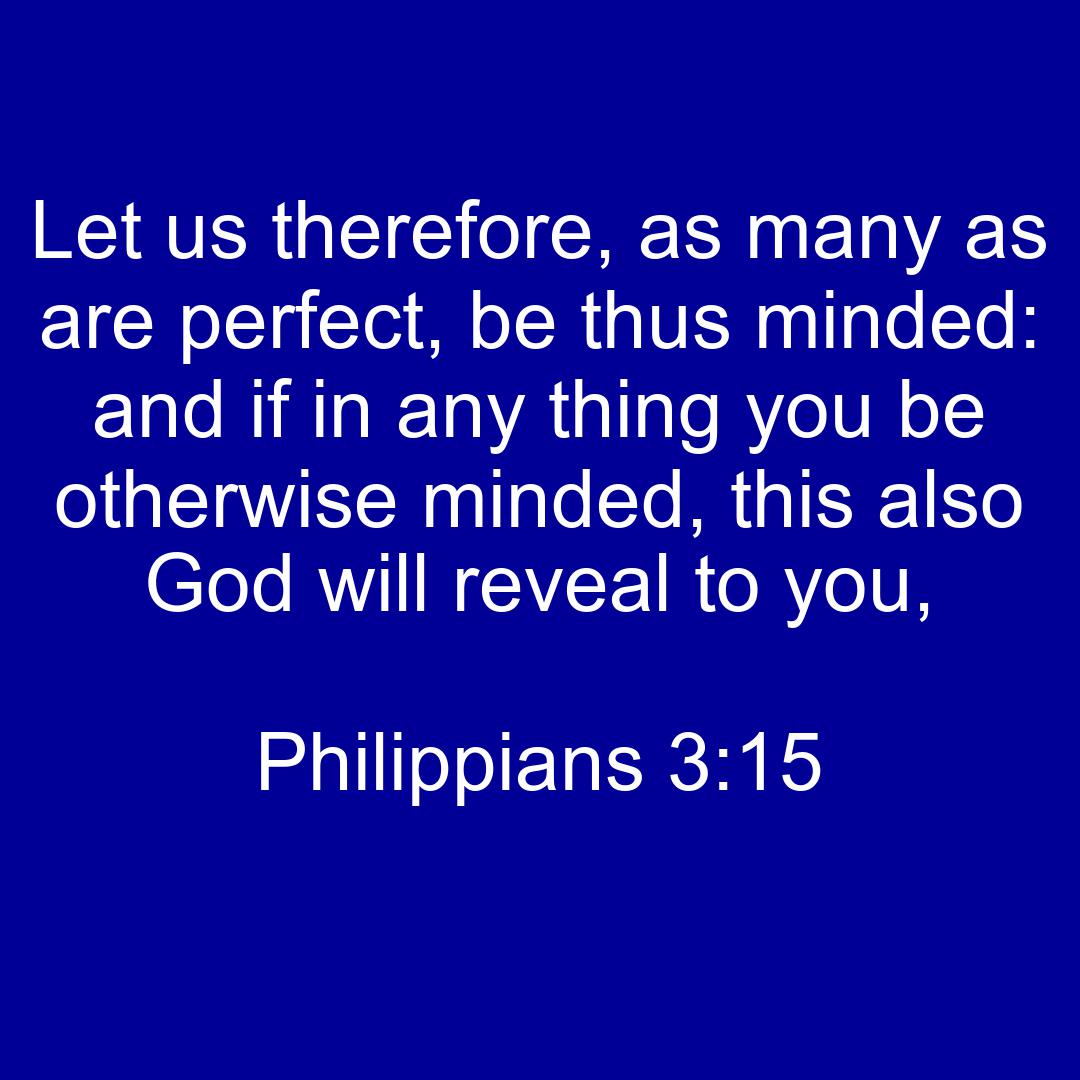 Let us therefore, as many as
are perfect, be thus minded:
and if in any thing you be
otherwise minded, this also
God will reveal to you,
Philippians 3:15